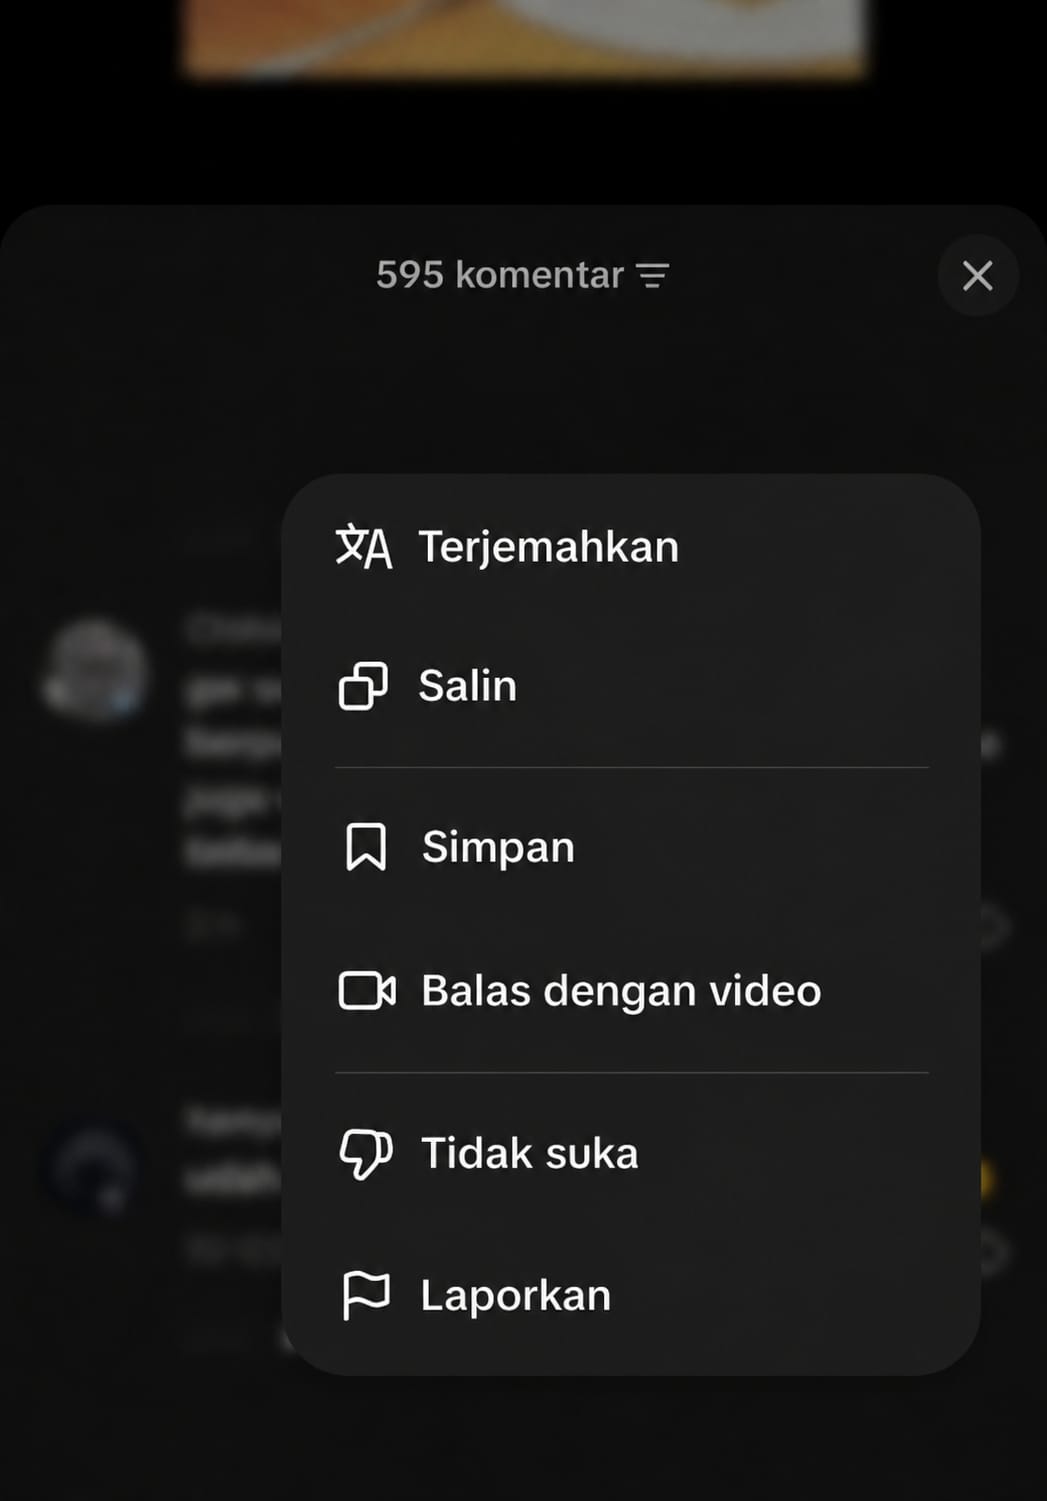 595 komentar
Terjemahkan
Salin
Simpan
Balas dengan video
Tidak suka
Laporkan